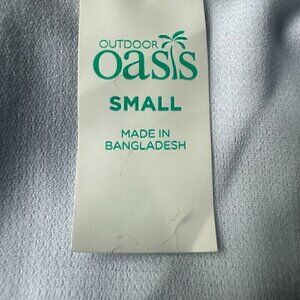 OUTDOOR
oasis
SMALL
MADE IN
BANGLADESH